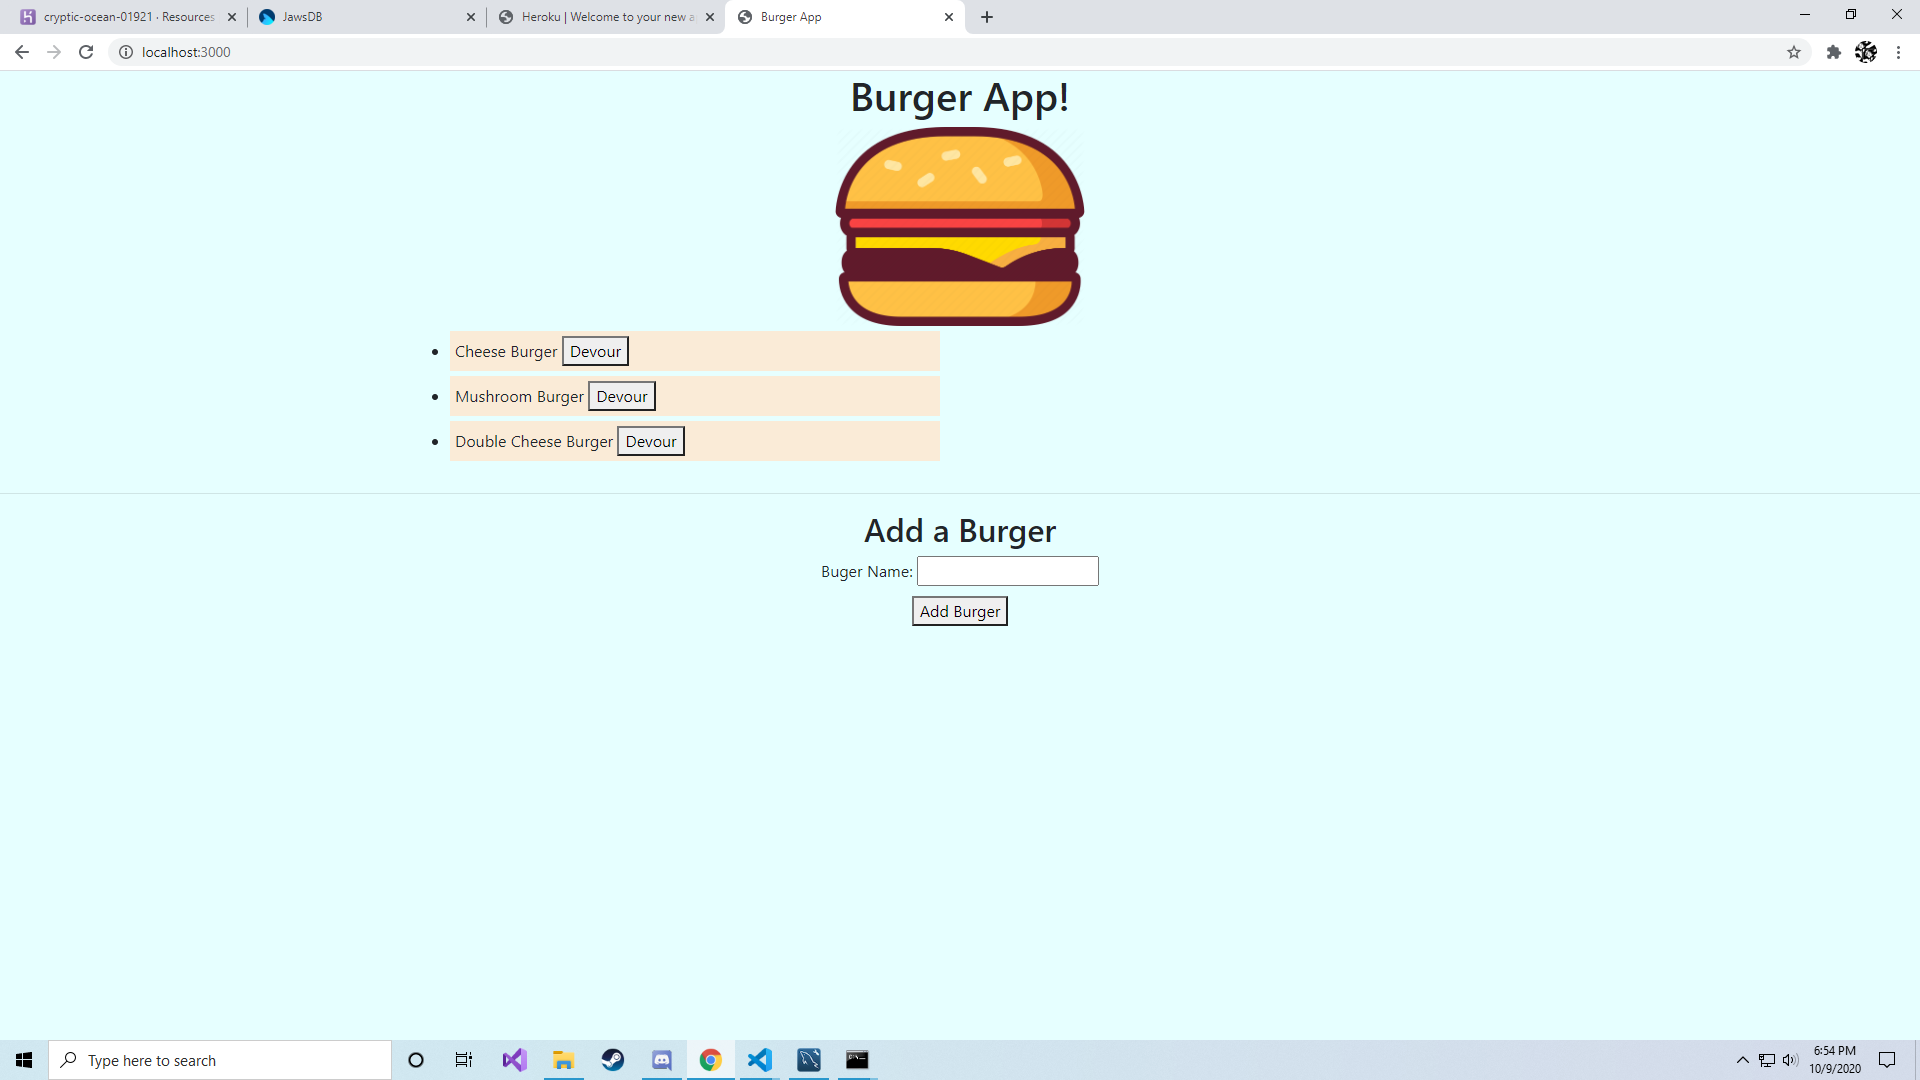 cryptic-ocean-01921 · Resources
JawsDB
Heroku | Welcome to your new a
Burger App
localhost:3000
Burger App!
Cheese Burger Devour
Mushroom Burger Devour
Double Cheese Burger Devour
Add a Burger
Buger Name:
Add Burger
Type here to search
6:54 PM
10/9/2020